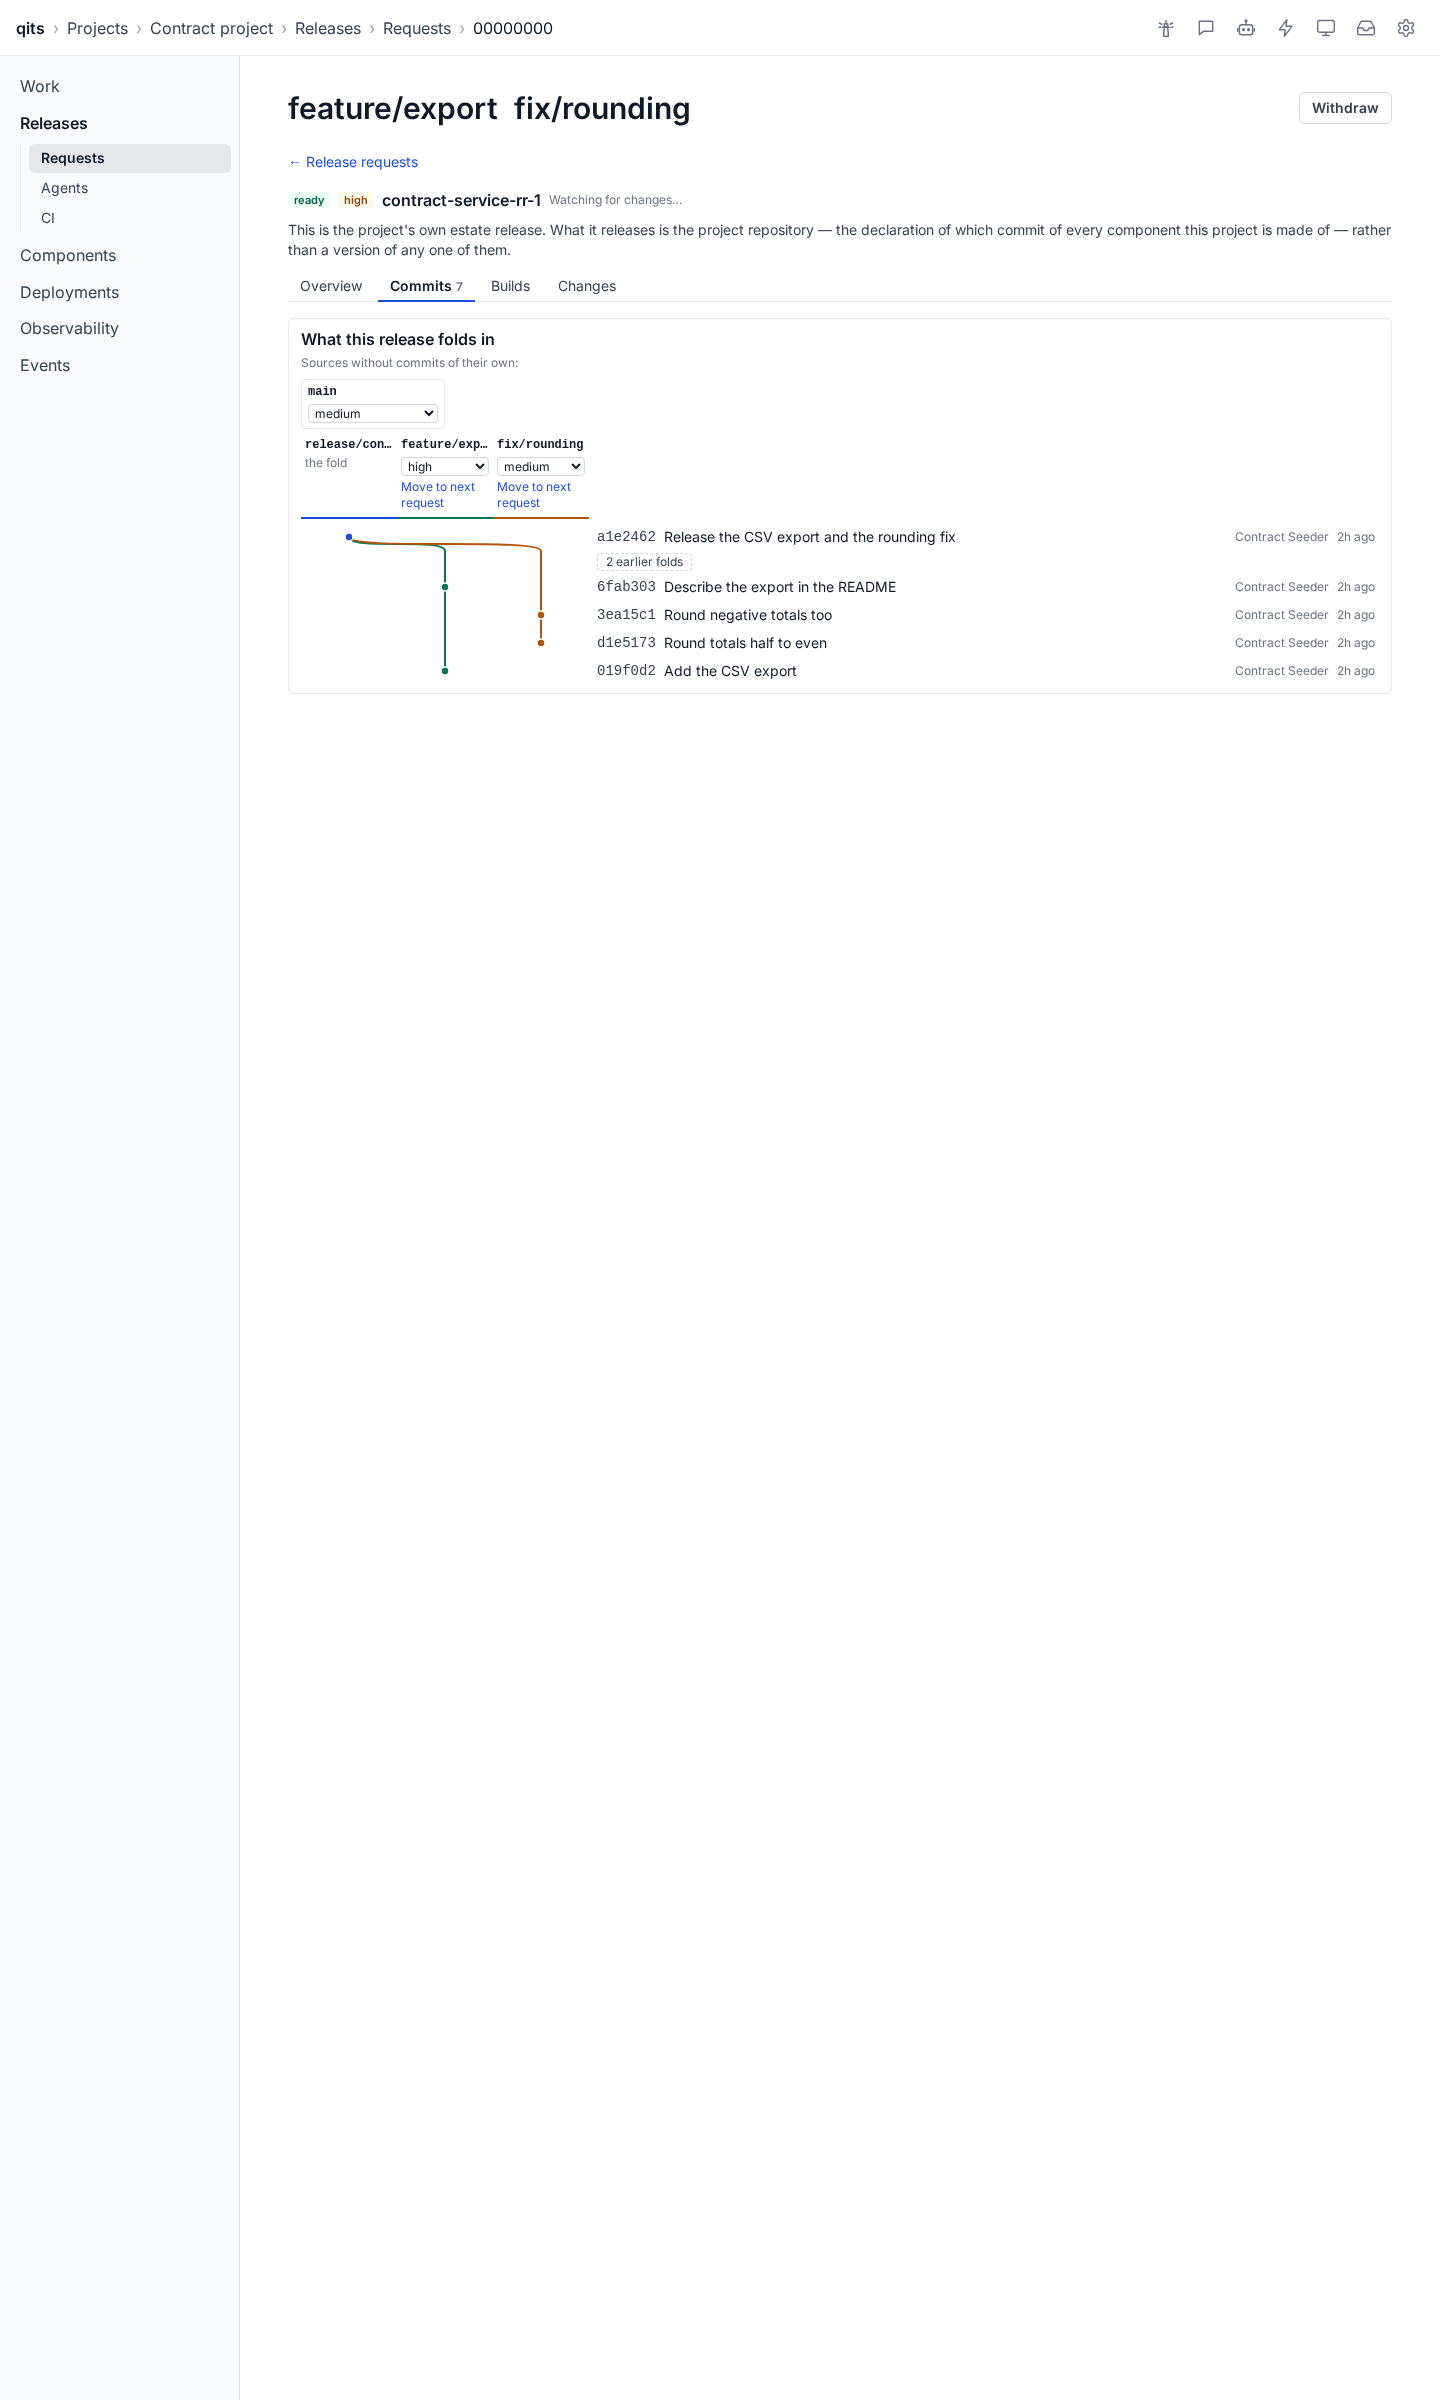 qits › Projects › Contract project › Releases › Requests › 00000000
Work
Releases
Requests
Agents
CI
Components
Deployments
Observability
Events
feature/export fix/rounding
Withdraw
← Release requests
ready high contract-service-rr-1 Watching for changes…
This is the project's own estate release. What it releases is the project repository — the declaration of which commit of every component this project is made of — rather
than a version of any one of them.
Overview Commits 7 Builds Changes
What this release folds in
Sources without commits of their own:
main
medium
release/con… feature/exp… fix/rounding
the fold high medium
Move to next Move to next
request request
a1e2462 Release the CSV export and the rounding fix Contract Seeder 2h ago
2 earlier folds
6fab303 Describe the export in the README Contract Seeder 2h ago
3ea15c1 Round negative totals too Contract Seeder 2h ago
d1e5173 Round totals half to even Contract Seeder 2h ago
019f0d2 Add the CSV export Contract Seeder 2h ago